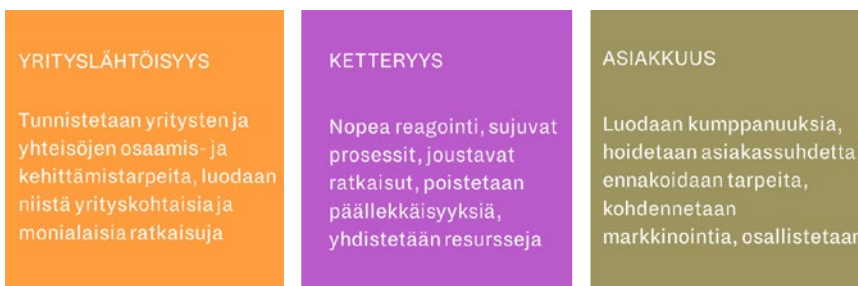 YRITYSLÄHTÖISYYS
Tunnistetaan yritysten ja
yhteisöjen osaamis- ja
kehittämistarpeita, luodaan
niistä yrityskohtaisia ja
monialaisia ratkaisuja
KETTERYYS
Nopea reagointi, sujuvat
prosessit, joustavat
ratkaisut, poistetaan
päällekkäisyyksiä,
yhdistetään resursseja
ASIAKKUUS
Luodaan kumppanuuksia,
hoidetaan asiakassuhdetta
ennakoidaan tarpeita,
kohdennetaan
markkinointia, osallistetaan